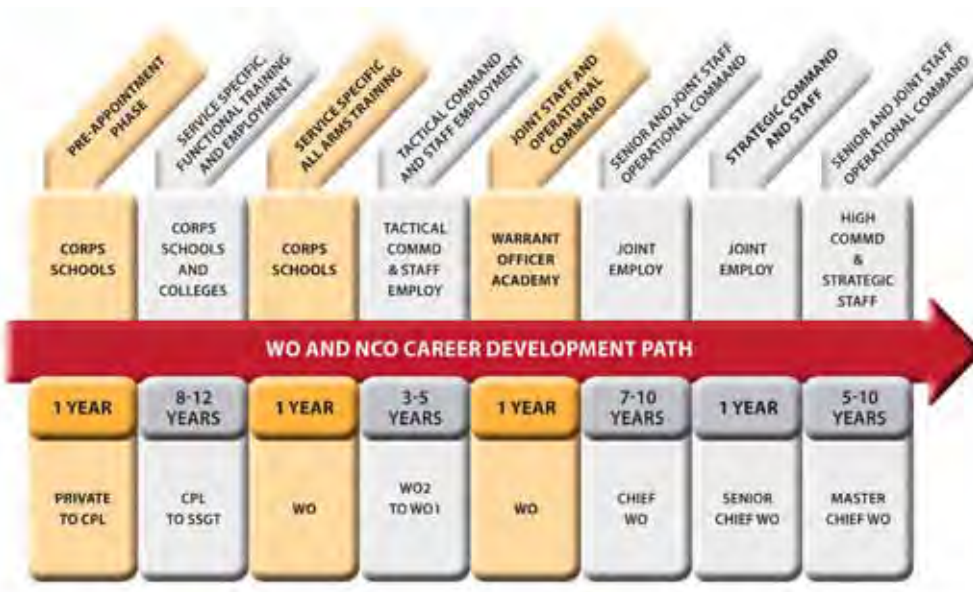 PRE-APPOINTMENT
PHASE
SERVICE SPECIFIC,
FUNCTIONAL TRAINING
AND EMPLOYMENT
SERVICE SPECIFIC
ALL ARMS TRAINING
TACTICAL COMMAND
AND STAFF EMPLOYMENT
JOINT STAFF AND
OPERATIONAL
COMMAND
SENIOR AND JOINT STAFF
OPERATIONAL COMMAND
STRATEGIC COMMAND
AND STAFF
SENIOR AND JOINT STAFF
OPERATIONAL COMMAND
CORPS
SCHOOLS
CORPS
SCHOOLS
AND
COLLEGES
CORPS
SCHOOLS
TACTICAL
COMMD
& STAFF
EMPLOY
WARRANT
OFFICER
ACADEMY
JOINT
EMPLOY
JOINT
EMPLOY
HIGH
COMMD
&
STRATEGIC
STAFF
WO AND NCO CAREER DEVELOPMENT PATH
1 YEAR
8-12
YEARS
1 YEAR
3-5
YEARS
1 YEAR
7-10
YEARS
1 YEAR
5-10
YEARS
PRIVATE
TO CPL
CPL
TO SSGT
WO
WO2
TO WO1
WO
CHIEF
WO
SENIOR
CHIEF WO
MASTER
CHIEF WO